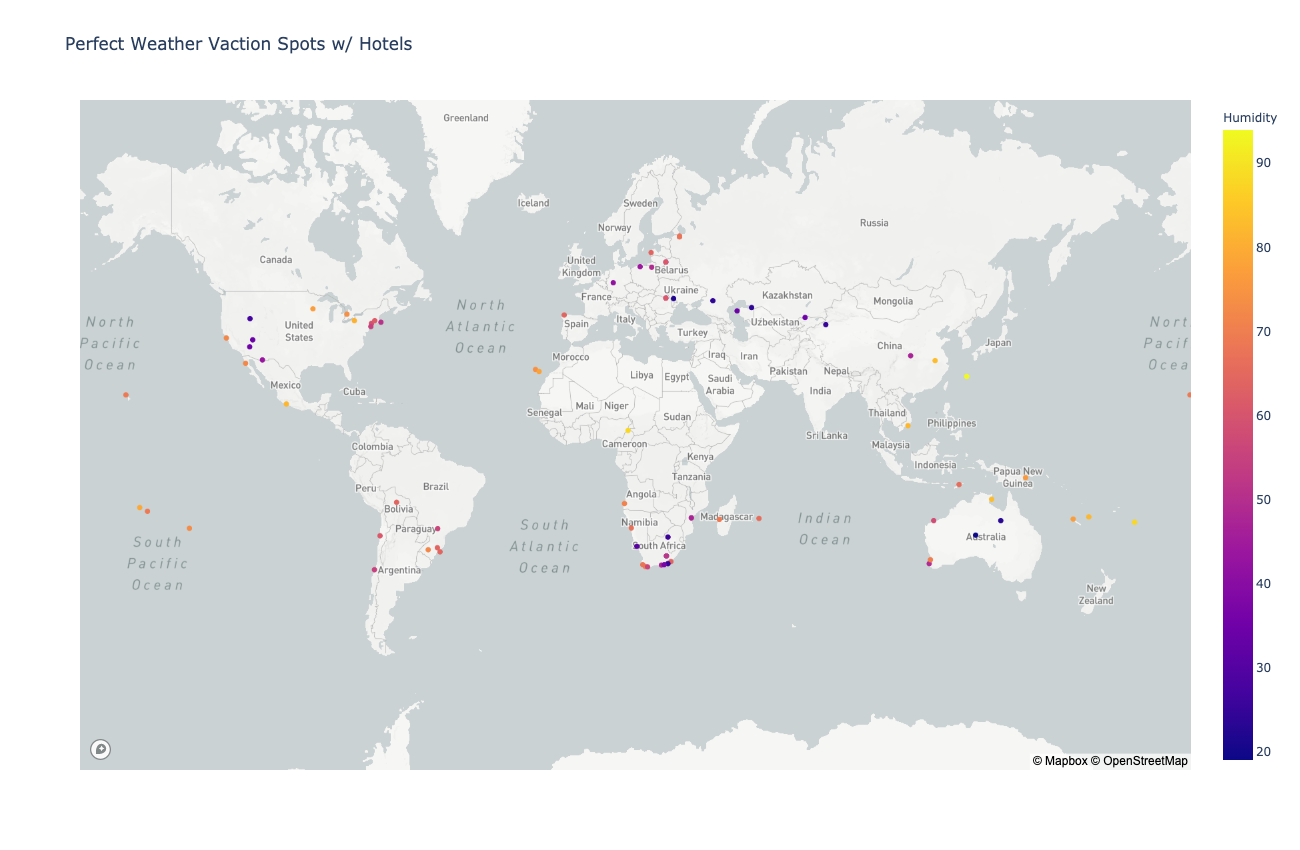 Perfect Weather Vaction Spots w/ Hotels
Greenland
Iceland
Sweden
Norway
Russia
Canada
United
Kingdom
Belarus
Ukraine
France
Kazakhstan
Mongolia
North
Atlantic
Ocean
North
Pacific
Ocean
Nort
Pacif
Ocea
United
States
Spain
Italy
Uzbekistan
Turkey
China
Japan
Morocco
Iraq
Iran
Mexico
Cuba
Libya
Egypt
Saudi
Arabia
Pakistan
Nepal
India
Senegal
Mali
Niger
Sudan
Thailand
Philippines
Sri Lanka
Colombia
Cameroon
Kenya
Malaysia
Indonesia
Papua New
Guinea
Peru
Brazil
Bolivia
Tanzania
Angola
Paraguay
Namibia
Madagascar
South
Atlantic
Ocean
Indian
Ocean
South
Pacific
Ocean
South Africa
Australia
Argentina
New
Zealand
© Mapbox © OpenStreetMap
Humidity
90
80
70
60
50
40
30
20